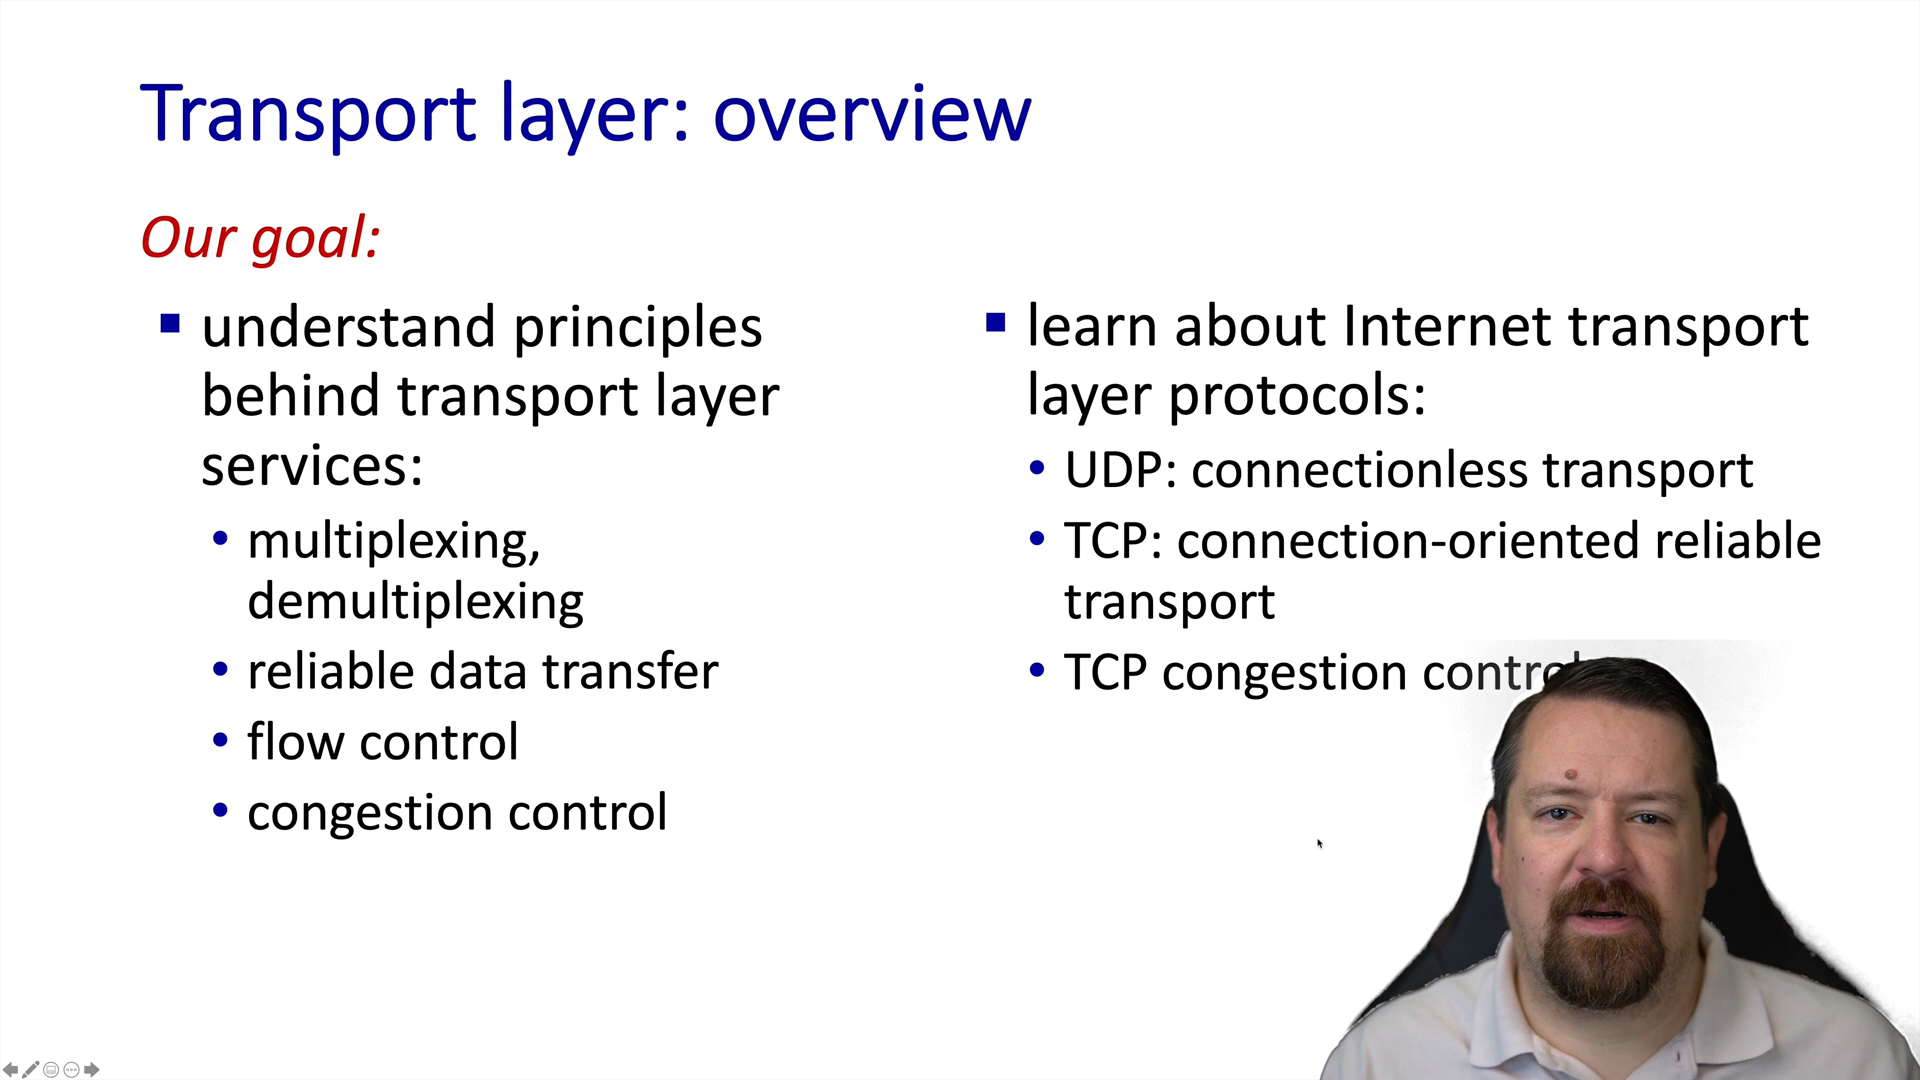 Transport layer: overview
Our goal:
▪ understand principles
behind transport layer
services:
• multiplexing,
demultiplexing
• reliable data transfer
• flow control
• congestion control
▪ learn about Internet transport
layer protocols:
• UDP: connectionless transport
• TCP: connection-oriented reliable
transport
• TCP congestion control